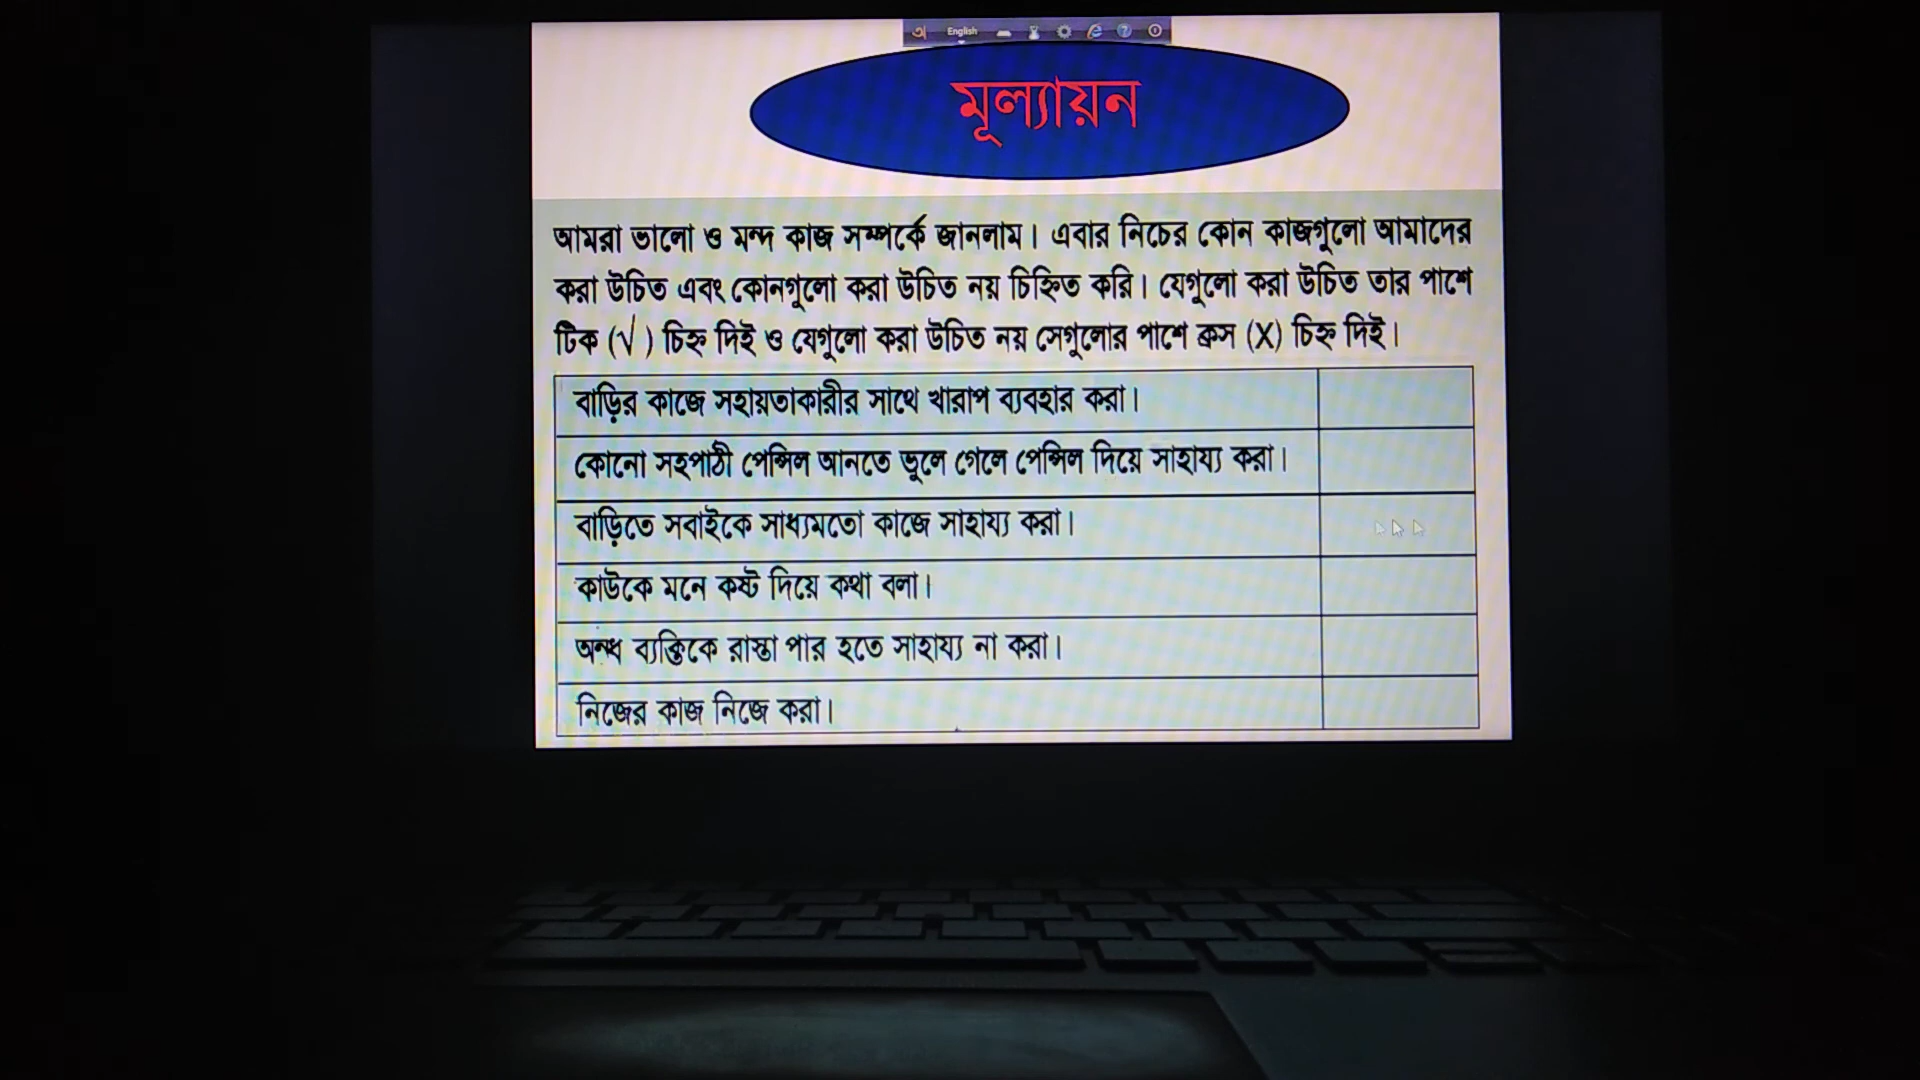 অ English
মূল্যায়ন
আমরা ভালো ও মন্দ কাজ সম্পর্কে জানলাম। এবার নিচের কোন কাজগুলো আমাদের
করা উচিত এবং কোনগুলো করা উচিত নয় চিহ্নিত করি। যেগুলো করা উচিত তার পাশে
টিক (√) চিহ্ন দিই ও যেগুলো করা উচিত নয় সেগুলোর পাশে ক্রস (X) চিহ্ন দিই।
বাড়ির কাজে সহায়তাকারীর সাথে খারাপ ব্যবহার করা।
কোনো সহপাঠী পেন্সিল আনতে ভুলে গেলে পেন্সিল দিয়ে সাহায্য করা।
বাড়িতে সবাইকে সাধ্যমতো কাজে সাহায্য করা।
কাউকে মনে কষ্ট দিয়ে কথা বলা।
অন্ধ ব্যক্তিকে রাস্তা পার হতে সাহায্য না করা।
নিজের কাজ নিজে করা।